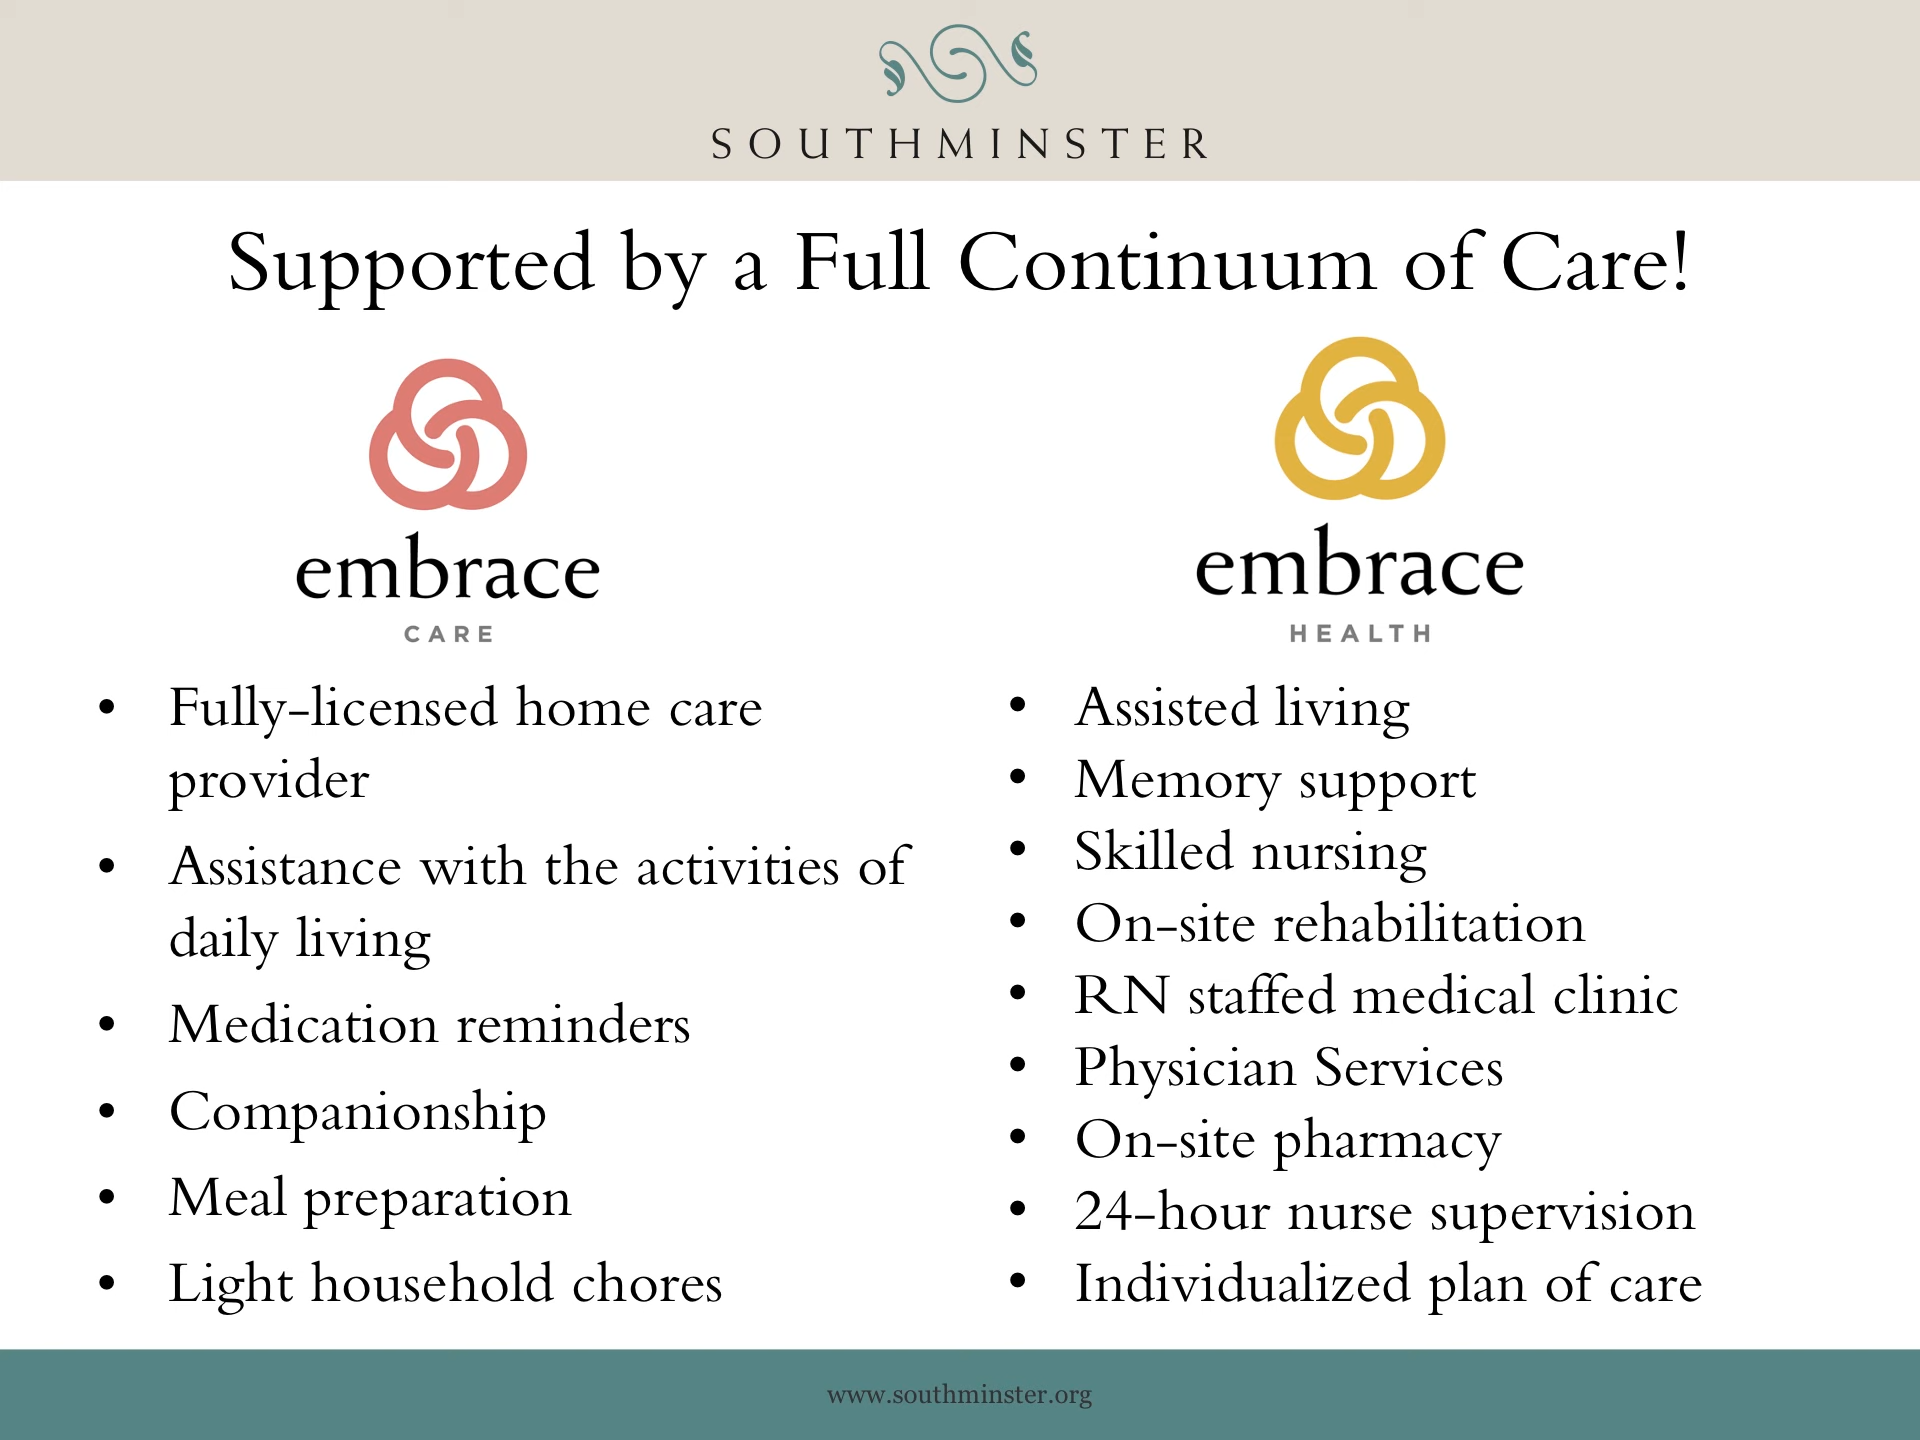 SOUTHMINSTER
Supported by a Full Continuum of Care!
embrace
CARE
• Fully-licensed home care
provider
• Assistance with the activities of
daily living
• Medication reminders
• Companionship
• Meal preparation
• Light household chores
embrace
HEALTH
• Assisted living
• Memory support
• Skilled nursing
• On-site rehabilitation
• RN staffed medical clinic
• Physician Services
• On-site pharmacy
• 24-hour nurse supervision
• Individualized plan of care
www.southminster.org